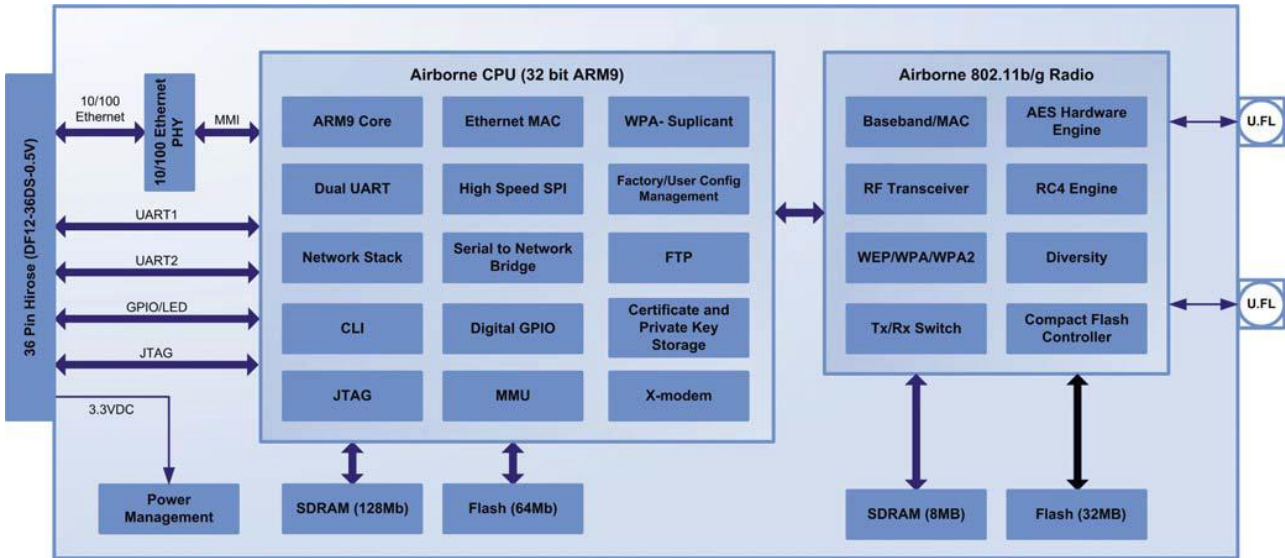 36 Pin Hirose (DF12-36DS-0.5V)
10/100
Ethernet
10/100 Ethernet
PHY
MMI
UART1
UART2
GPIO/LED
JTAG
3.3VDC
Power
Management
Airborne CPU (32 bit ARM9)
ARM9 Core
Ethernet MAC
WPA- Suplicant
Dual UART
High Speed SPI
Factory/User Config
Management
Network Stack
Serial to Network
Bridge
FTP
CLI
Digital GPIO
Certificate and
Private Key
Storage
JTAG
MMU
X-modem
SDRAM (128Mb)
Flash (64Mb)
Airborne 802.11b/g Radio
Baseband/MAC
AES Hardware
Engine
RF Transceiver
RC4 Engine
WEP/WPA/WPA2
Diversity
Tx/Rx Switch
Compact Flash
Controller
SDRAM (8MB)
Flash (32MB)
U.FL
U.FL